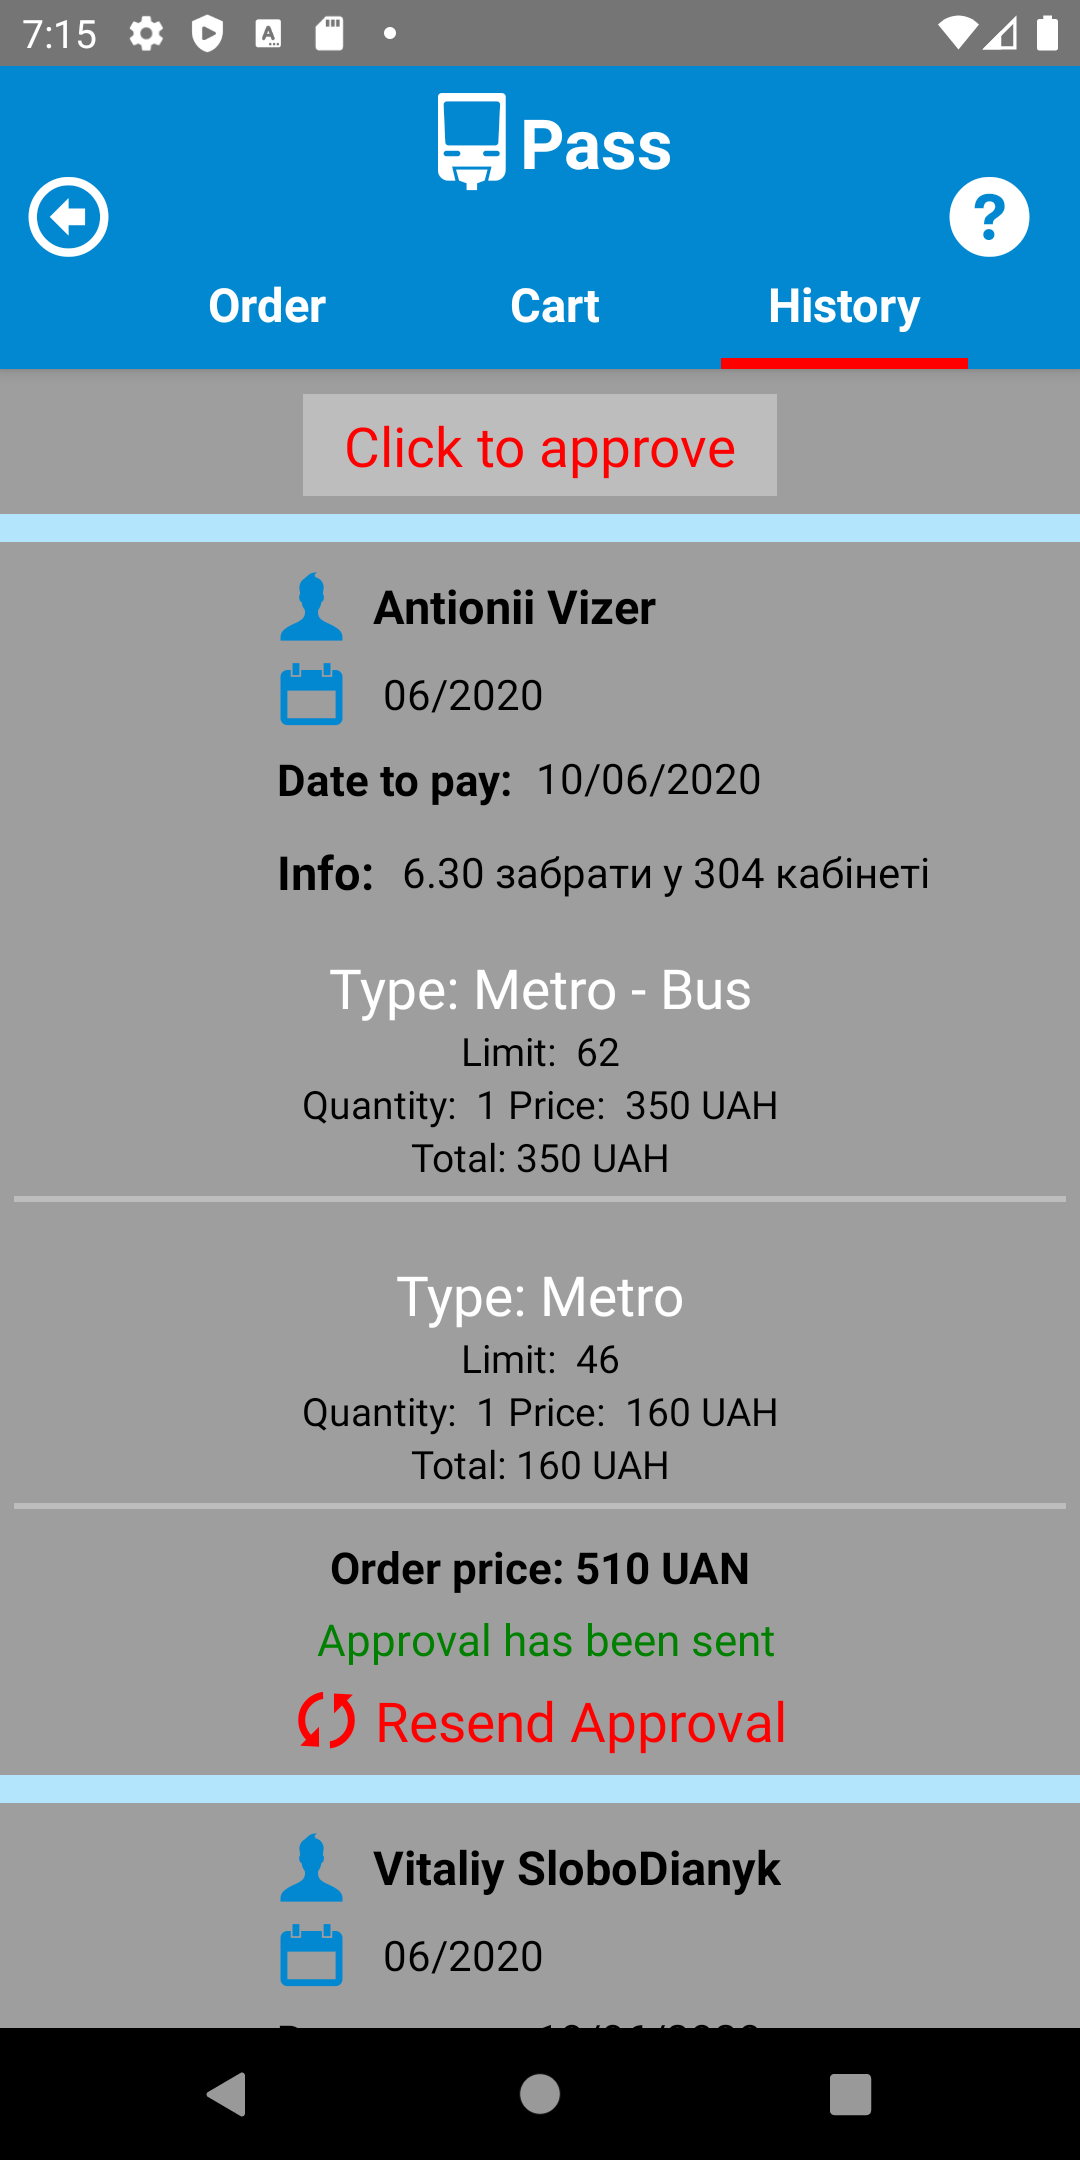 7:15
Pass
Order Cart History
Click to approve
Antionii Vizer
06/2020
Date to pay: 10/06/2020
Info: 6.30 забрати у 304 кабінеті
Type: Metro - Bus
Limit: 62
Quantity: 1 Price: 350 UAH
Total: 350 UAH
Type: Metro
Limit: 46
Quantity: 1 Price: 160 UAH
Total: 160 UAH
Order price: 510 UAN
Approval has been sent
Resend Approval
Vitaliy SloboDianyk
06/2020